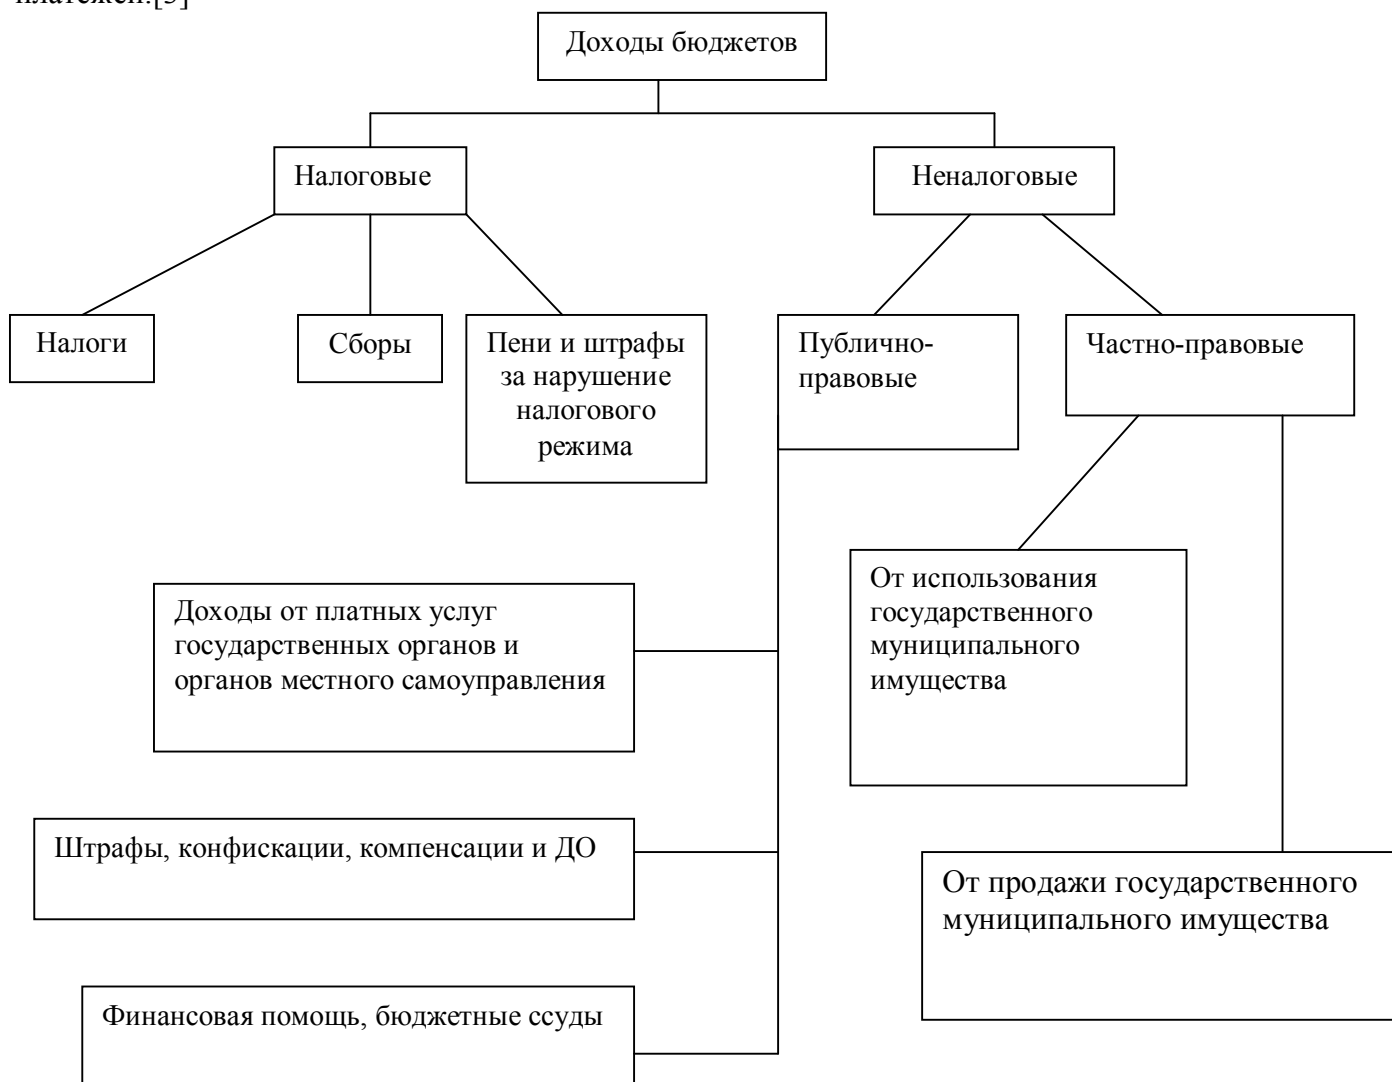 платежей.[5]
Доходы бюджетов
Налоговые
Неналоговые
Налоги
Сборы
Пени и штрафы
за нарушение
налогового
режима
Публично-
правовые
Частно-правовые
От использования
государственного
муниципального
имущества
Доходы от платных услуг
государственных органов и
органов местного самоуправления
Штрафы, конфискации, компенсации и ДО
От продажи государственного
муниципального имущества
Финансовая помощь, бюджетные ссуды